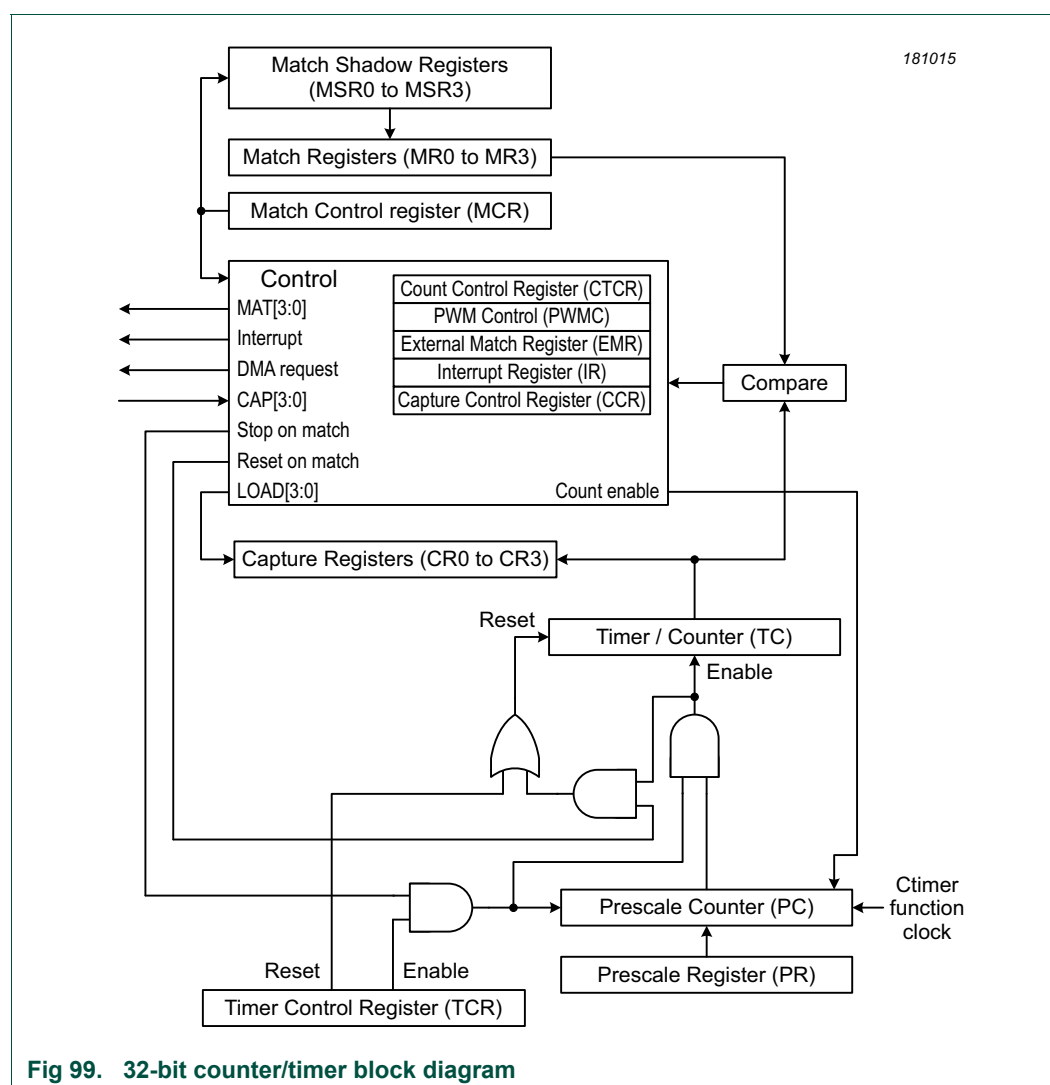 181015
Match Shadow Registers
(MSR0 to MSR3)
Match Registers (MR0 to MR3)
Match Control register (MCR)
Control
MAT[3:0]
Interrupt
DMA request
CAP[3:0]
Stop on match
Reset on match
LOAD[3:0]
Count Control Register (CTCR)
PWM Control (PWMC)
External Match Register (EMR)
Interrupt Register (IR)
Capture Control Register (CCR)
Count enable
Compare
Capture Registers (CR0 to CR3)
Reset
Timer / Counter (TC)
Enable
Prescale Counter (PC)
Ctimer
function
clock
Prescale Register (PR)
Reset
Enable
Timer Control Register (TCR)
Fig 99. 32-bit counter/timer block diagram